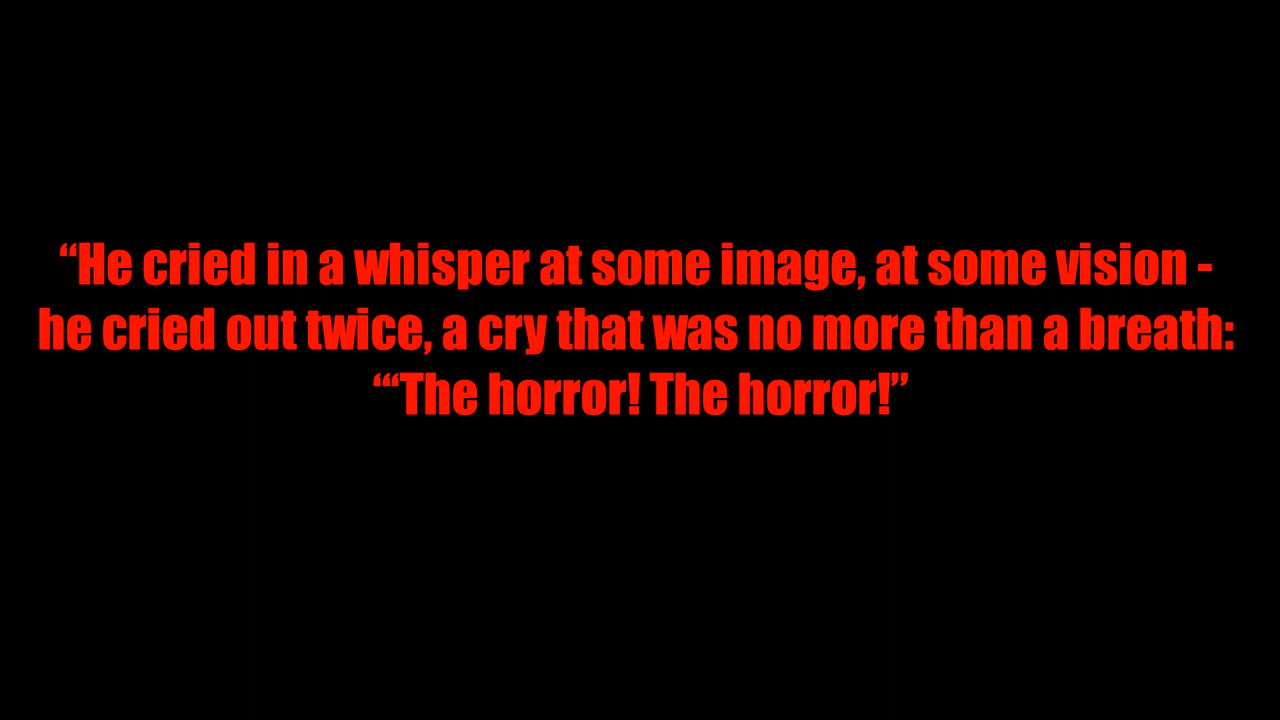 “He cried in a whisper at some image, at some vision -
he cried out twice, a cry that was no more than a breath:
“‘The horror! The horror!”